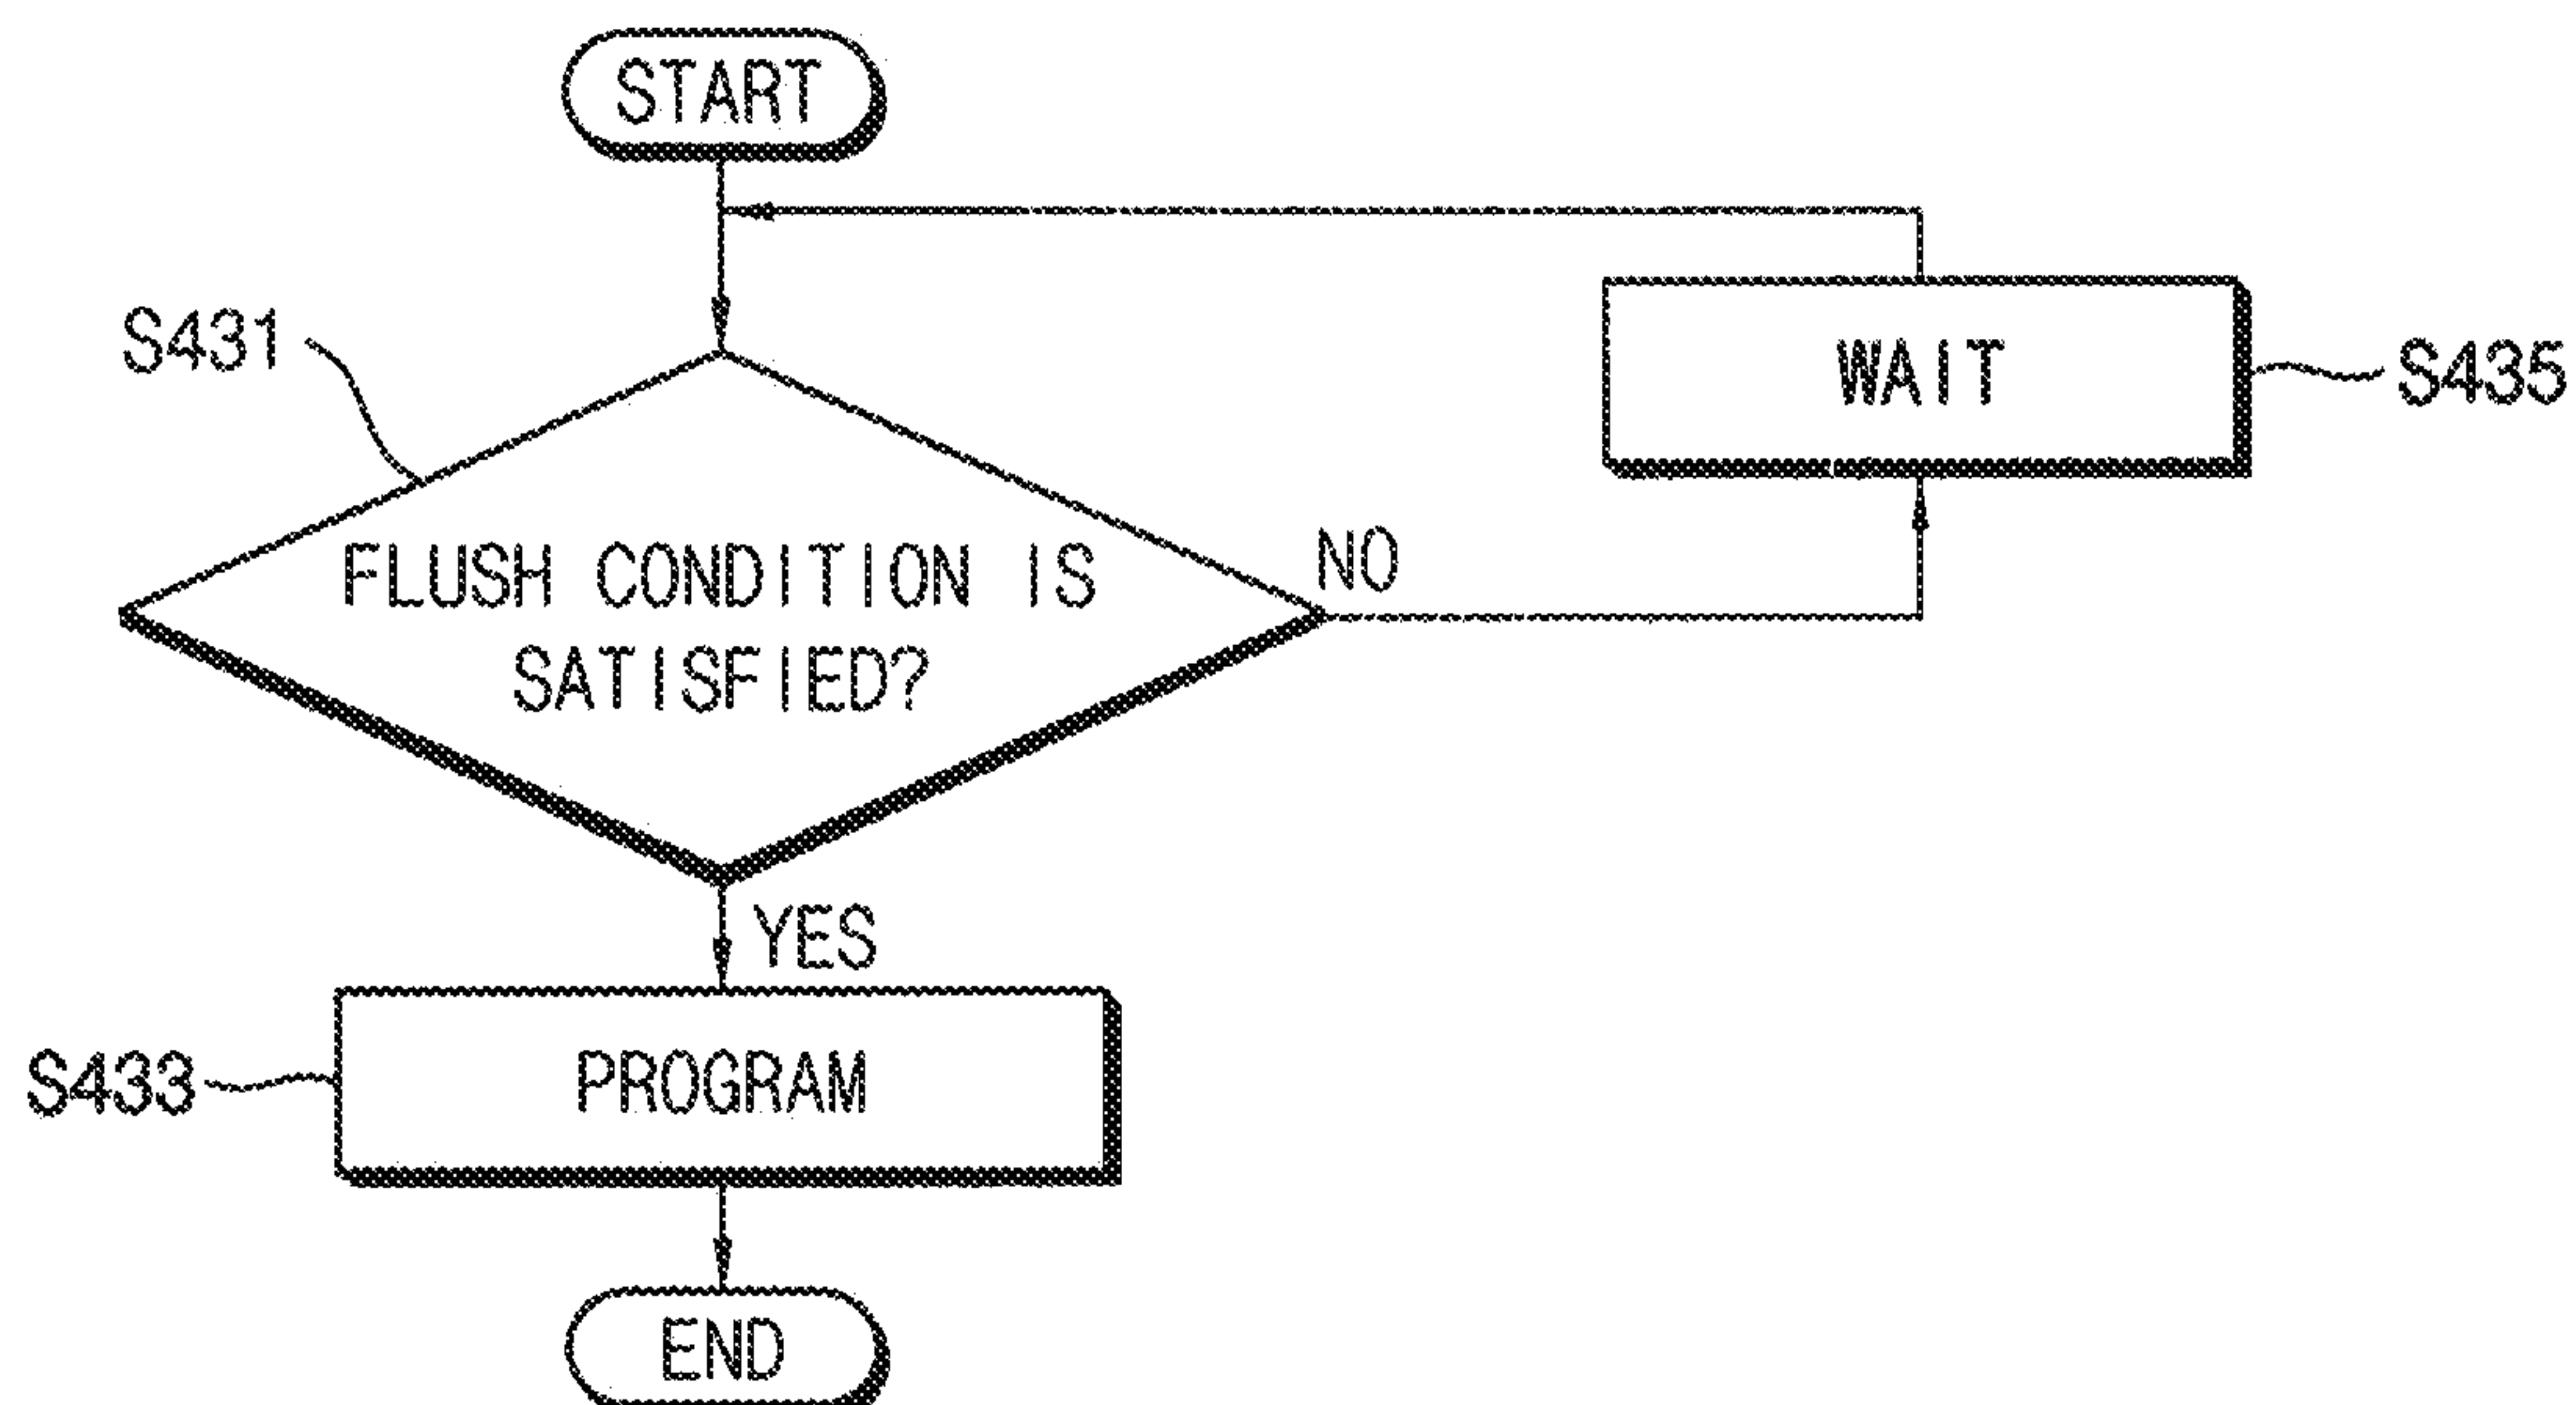 START
S431
WAIT
S435
FLUSH CONDITION IS
SATISFIED?
NO
YES
S433
PROGRAM
END